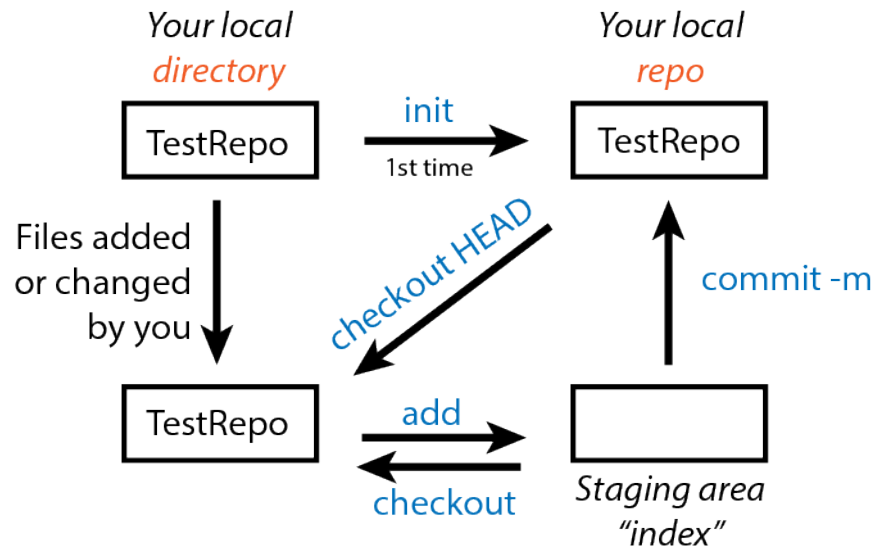 Your local
directory
Your local
repo
TestRepo
init
1st time
TestRepo
Files added
or changed
by you
checkout HEAD
commit -m
TestRepo
add
checkout
Staging area
“index”